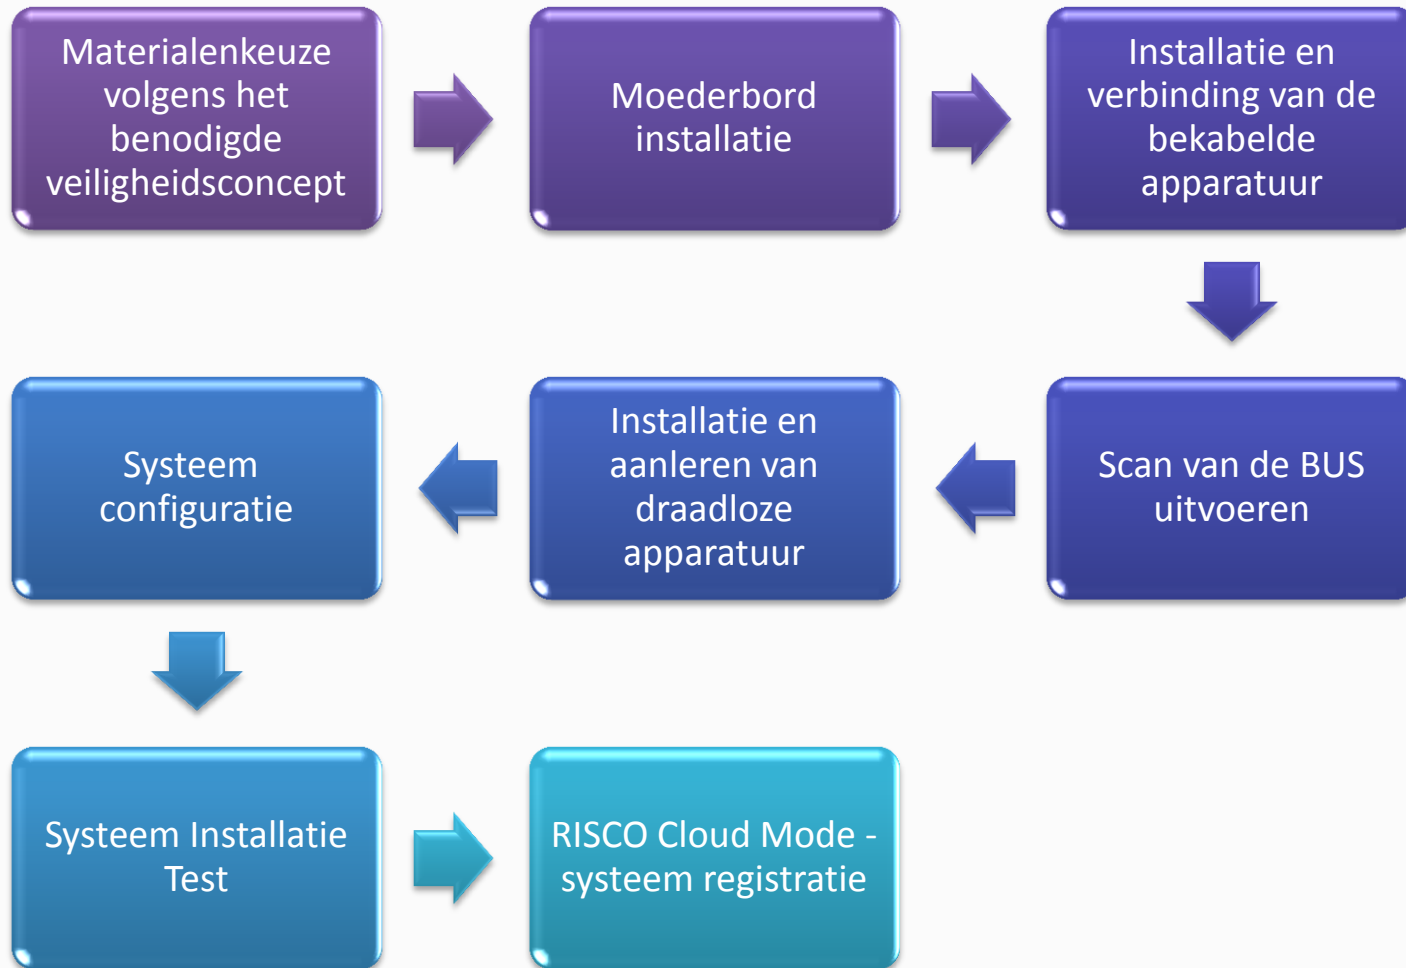 Materialenkeuze
volgens het
benodigde
veiligheidsconcept
Moederbord
installatie
Installatie en
verbinding van de
bekabelde
apparatuur
Scan van de BUS
uitvoeren
Installatie en
aanleren van
draadloze
apparatuur
Systeem
configuratie
Systeem Installatie
Test
RISCO Cloud Mode -
systeem registratie